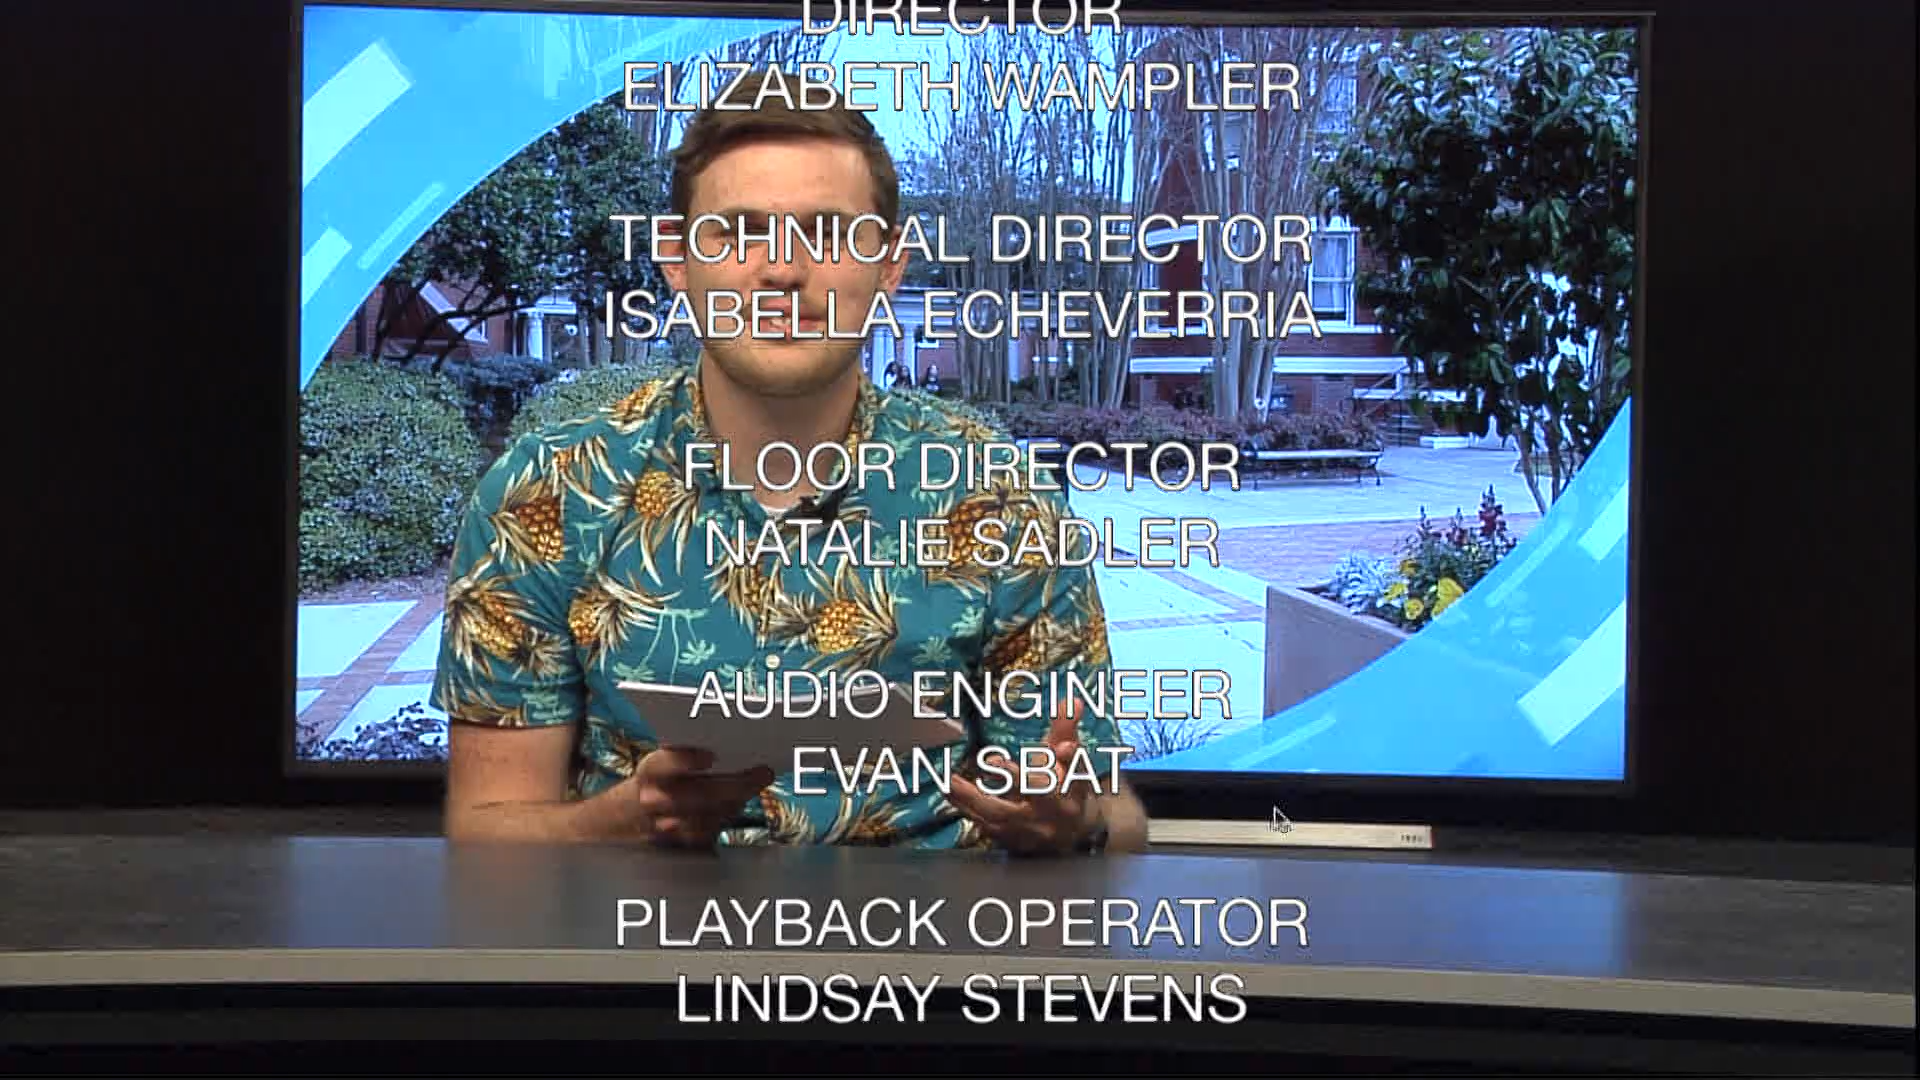 DIRECTOR
ELIZABETH WAMPLER
TECHNICAL DIRECTOR
ISABELLA ECHEVERRIA
FLOOR DIRECTOR
NATALIE SADLER
AUDIO ENGINEER
EVAN SBAT
PLAYBACK OPERATOR
LINDSAY STEVENS